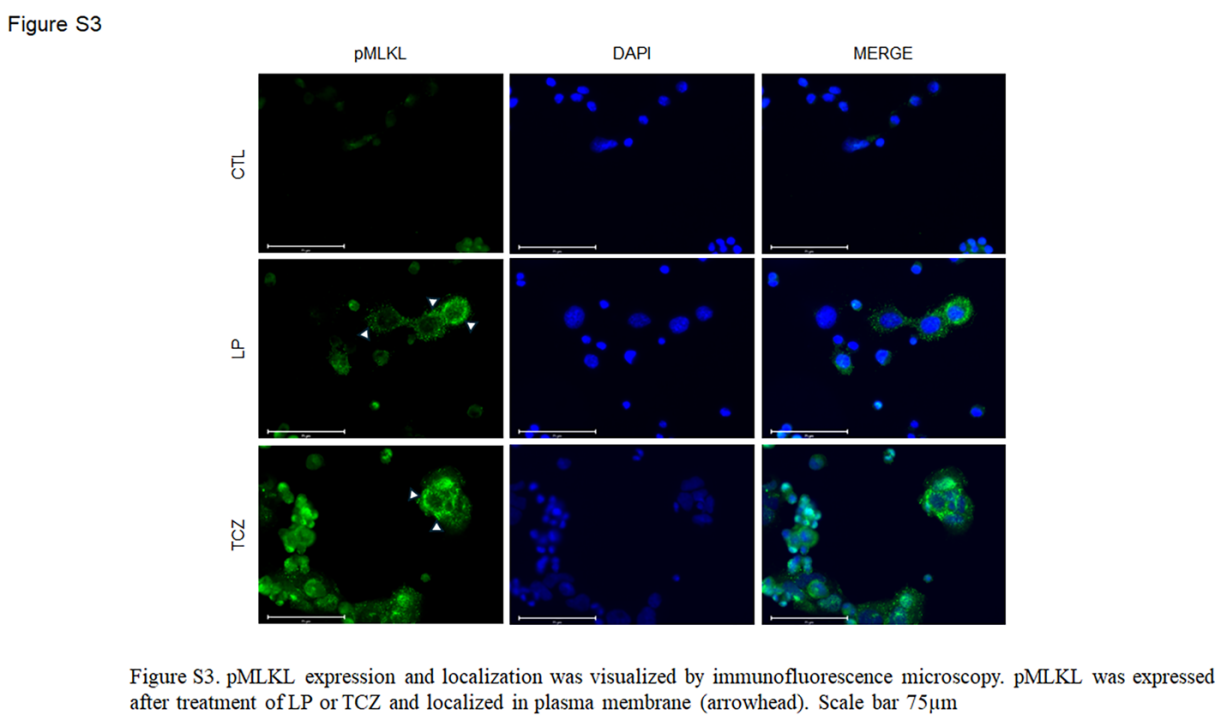 Figure S3
pMLKL DAPI MERGE
CTL
LP
TCZ
Figure S3. pMLKL expression and localization was visualized by immunofluorescence microscopy. pMLKL was expressed
after treatment of LP or TCZ and localized in plasma membrane (arrowhead). Scale bar 75µm